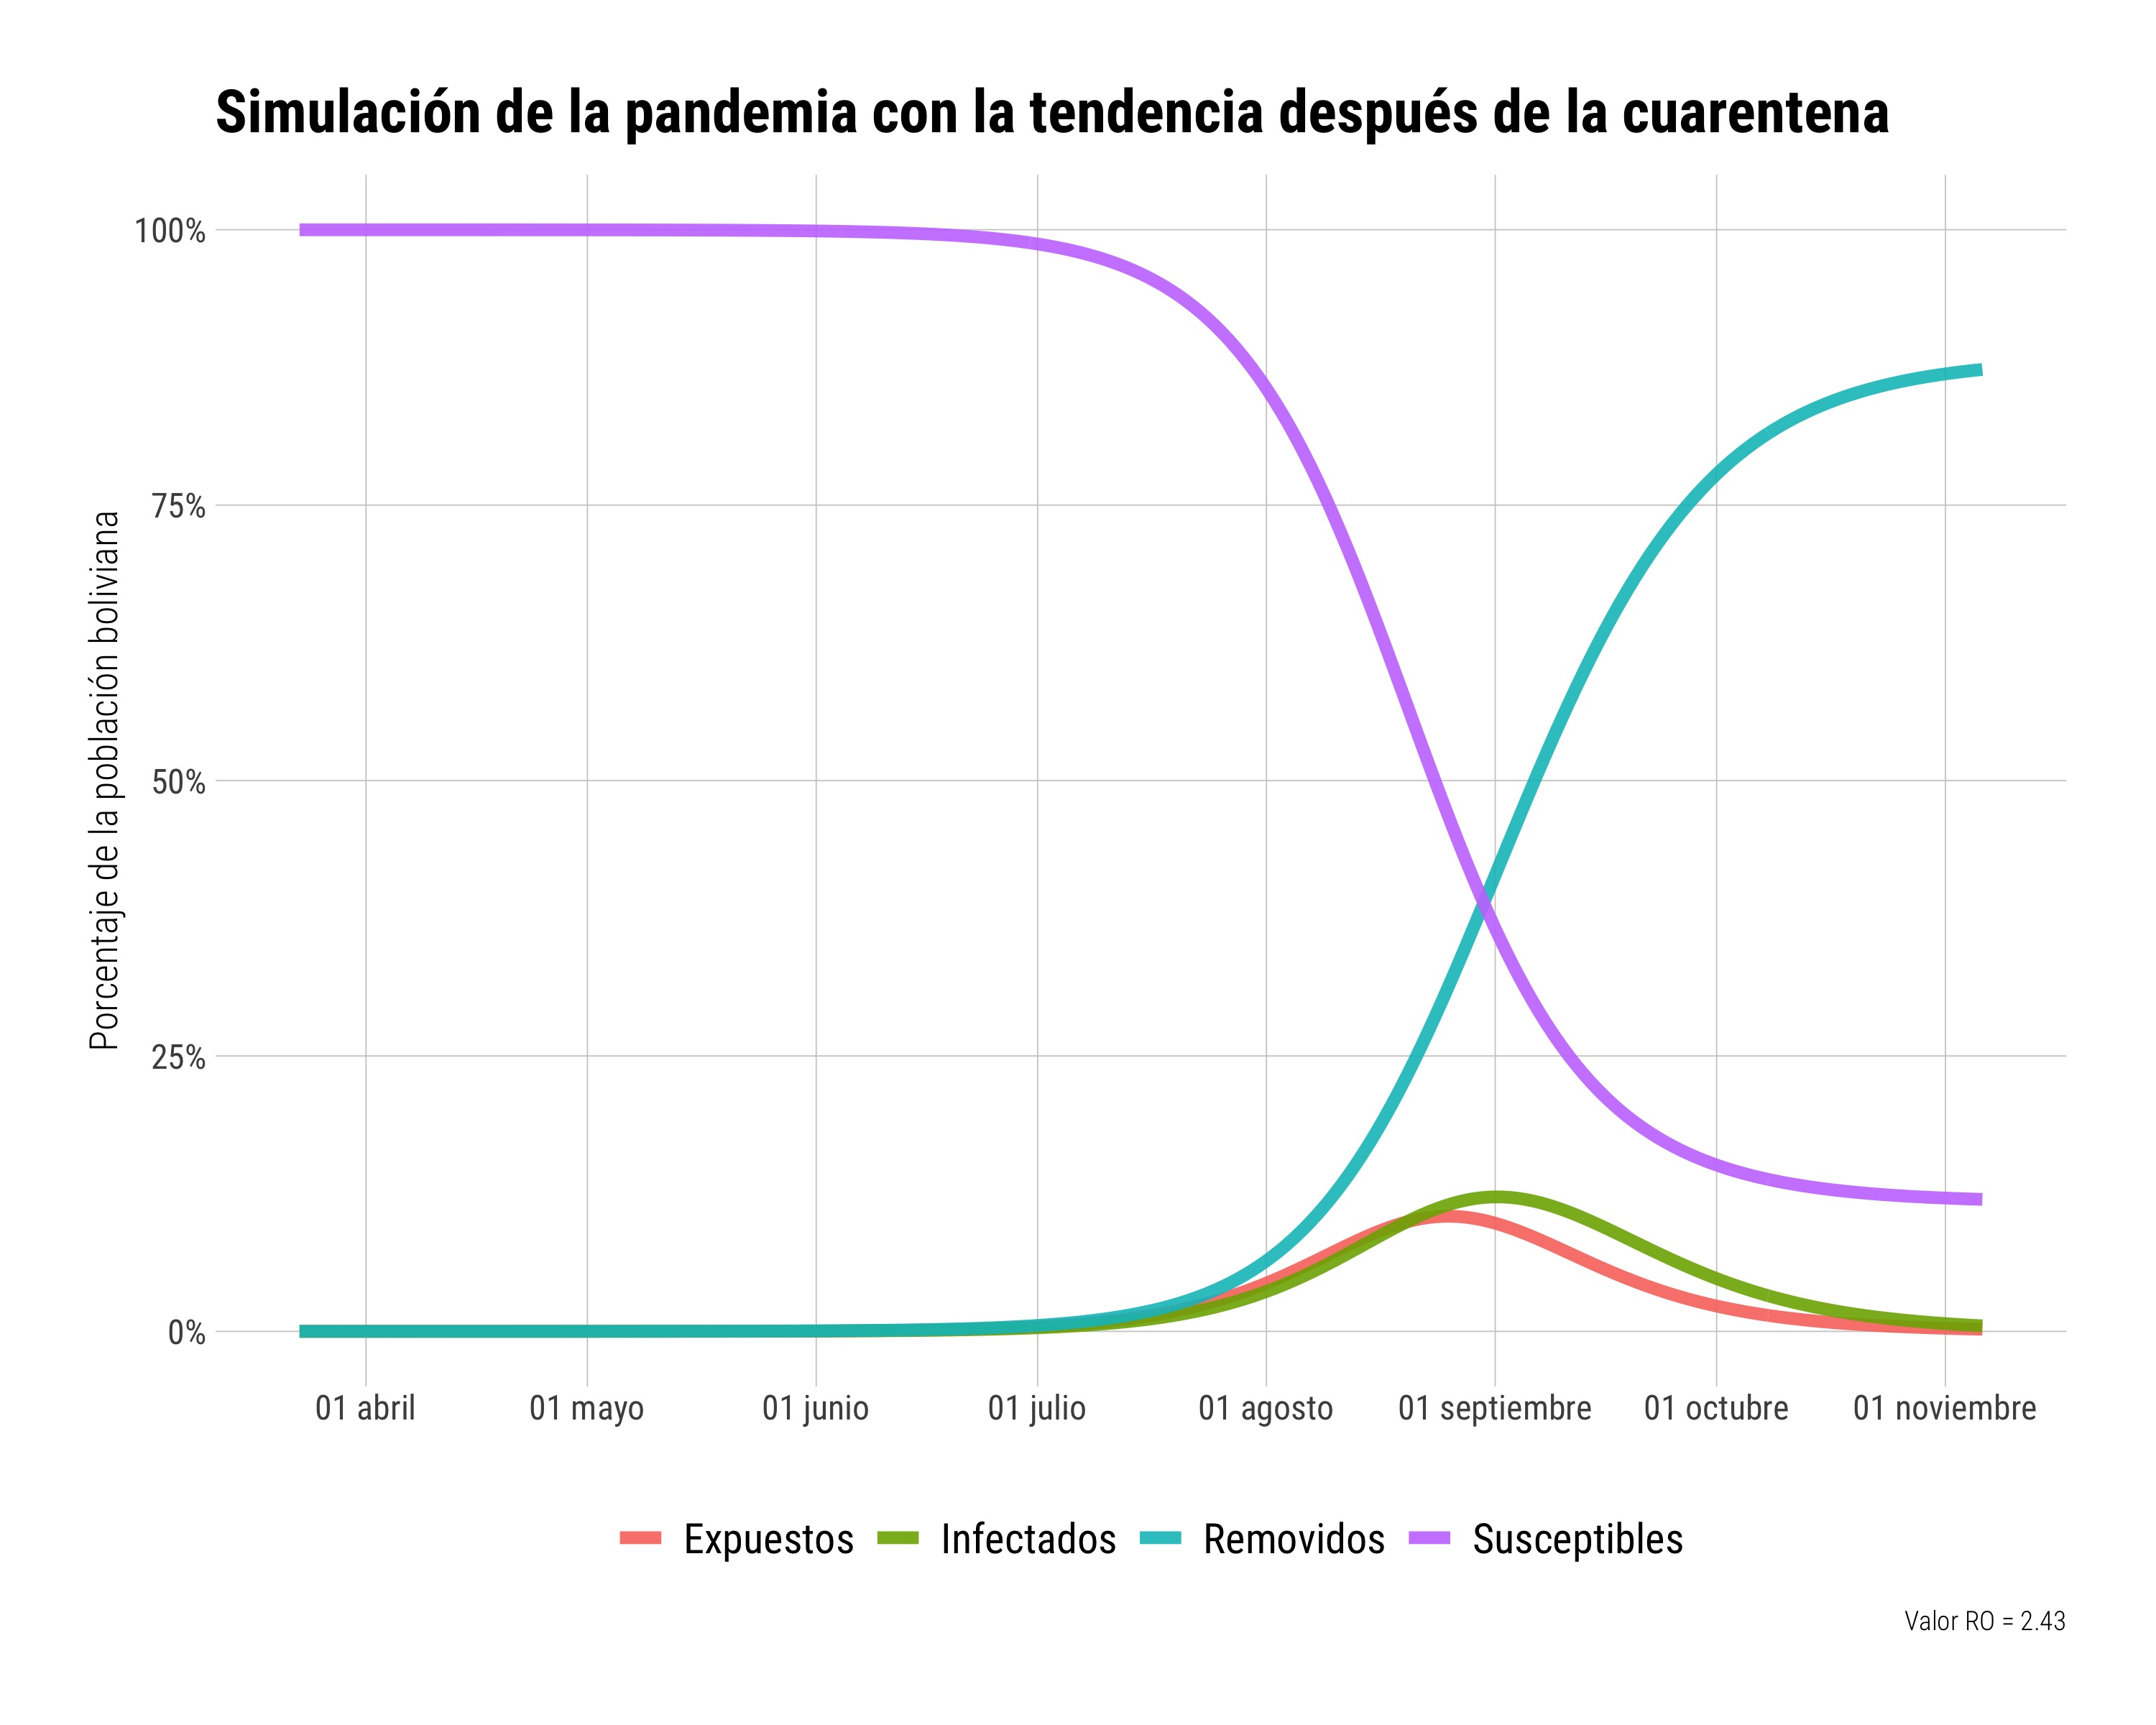 Simulación de la pandemia con la tendencia después de la cuarentena
Porcentaje de la población boliviana
100%
75%
50%
25%
0%
01 abril
01 mayo
01 junio
01 julio
01 agosto
01 septiembre
01 octubre
01 noviembre
Expuestos
Infectados
Removidos
Susceptibles
Valor RO = 2.43